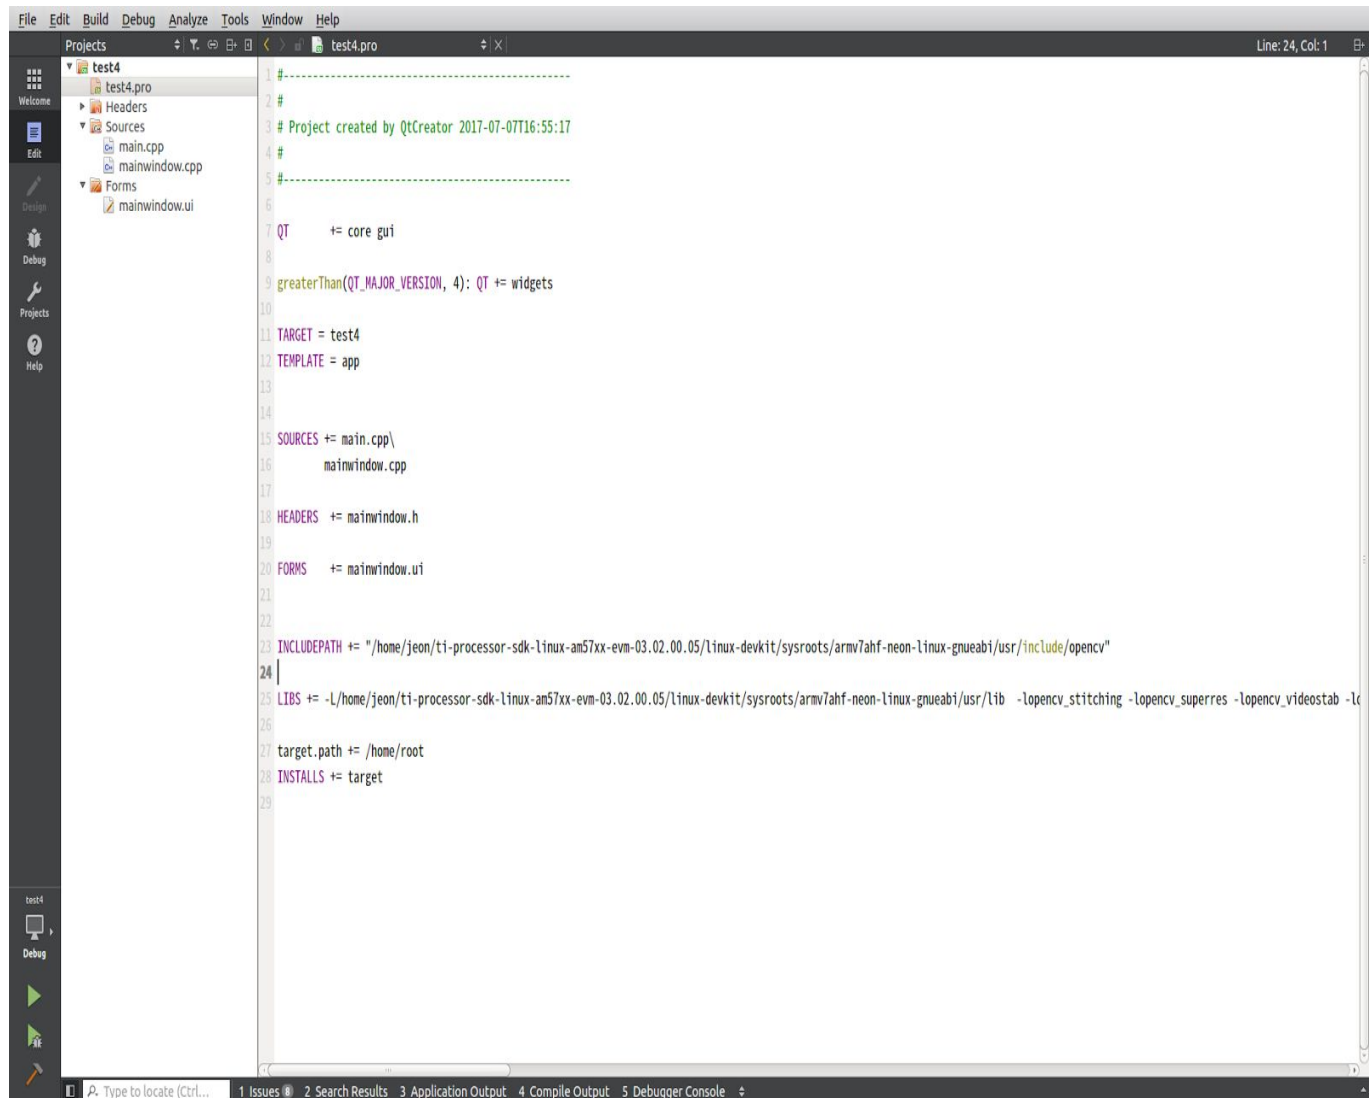 File Edit Build Debug Analyze Tools Window Help
Projects
test4.pro
Line: 24, Col: 1
Welcome
Edit
Design
Debug
Projects
Help
test4
test4.pro
Headers
Sources
main.cpp
mainwindow.cpp
Forms
mainwindow.ui
1 #--------------------------------------------------
2 #
3 # Project created by QtCreator 2017-07-07T16:55:17
4 #
5 #--------------------------------------------------
6
7 QT       += core gui
8
9 greaterThan(QT_MAJOR_VERSION, 4): QT += widgets
10
11 TARGET = test4
12 TEMPLATE = app
13
14
15 SOURCES += main.cpp\
16         mainwindow.cpp
17
18 HEADERS  += mainwindow.h
19
20 FORMS    += mainwindow.ui
21
22
23 INCLUDEPATH += "/home/jeon/ti-processor-sdk-linux-am57xx-evm-03.02.00.05/linux-devkit/sysroots/armv7ahf-neon-linux-gnueabi/usr/include/opencv"
24
25 LIBS += -L/home/jeon/ti-processor-sdk-linux-am57xx-evm-03.02.00.05/linux-devkit/sysroots/armv7ahf-neon-linux-gnueabi/usr/lib  -lopencv_stitching -lopencv_superres -lopencv_videostab
26
27 target.path += /home/root
28 INSTALLS += target
29
test4
Debug
Type to locate (Ctrl...
1 Issues 8 2 Search Results 3 Application Output 4 Compile Output 5 Debugger Console